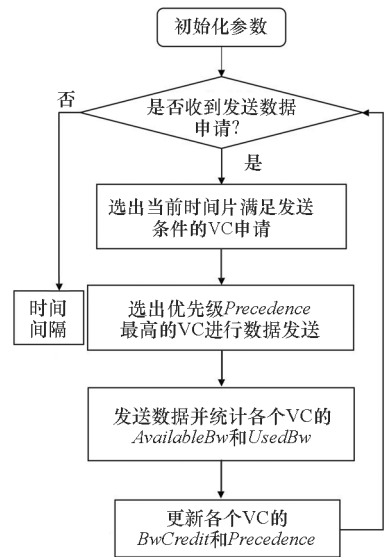 初始化参数
是否收到发送数据
申请?
否
是
选出当前时间片满足发送
条件的VC申请
时间
间隔
选出优先级Precedence
最高的VC进行数据发送
发送数据并统计各个VC的
AvailableBw和UsedBw
更新各个VC的
BwCredit和Precedence